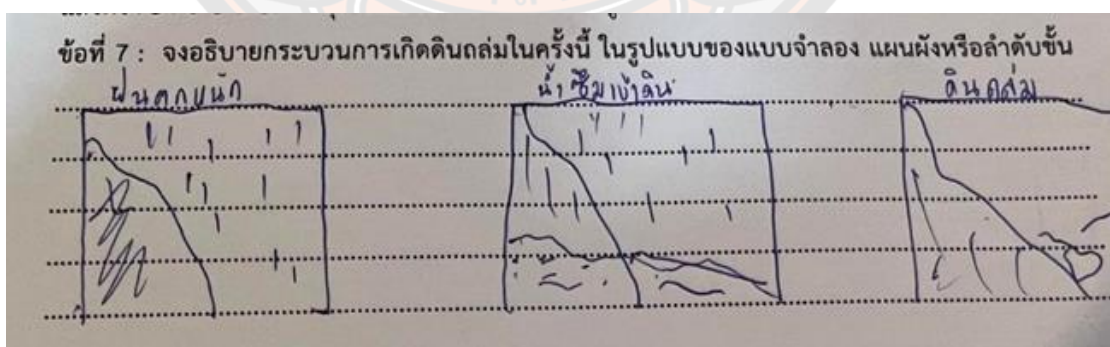 ข้อที่ 7 : จงอธิบายกระบวนการเกิดดินถล่มในครั้งนี้ ในรูปแบบของแบบจำลอง แผนผังหรือลำดับขั้น
ฝนตกหนัก น้ำซึมเข้าดิน ดินถล่ม